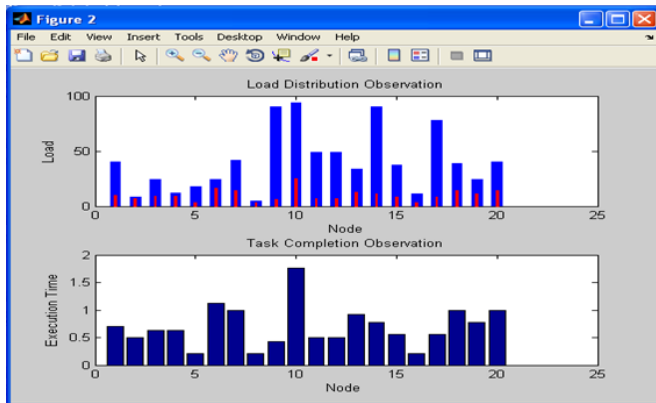 Figure 2
File Edit View Insert Tools Desktop Window Help
Load Distribution Observation
100
50
0
Load
0 5 10 15 20 25
Node
Task Completion Observation
2
1.5
1
0.5
0
Execution Time
0 5 10 15 20 25
Node